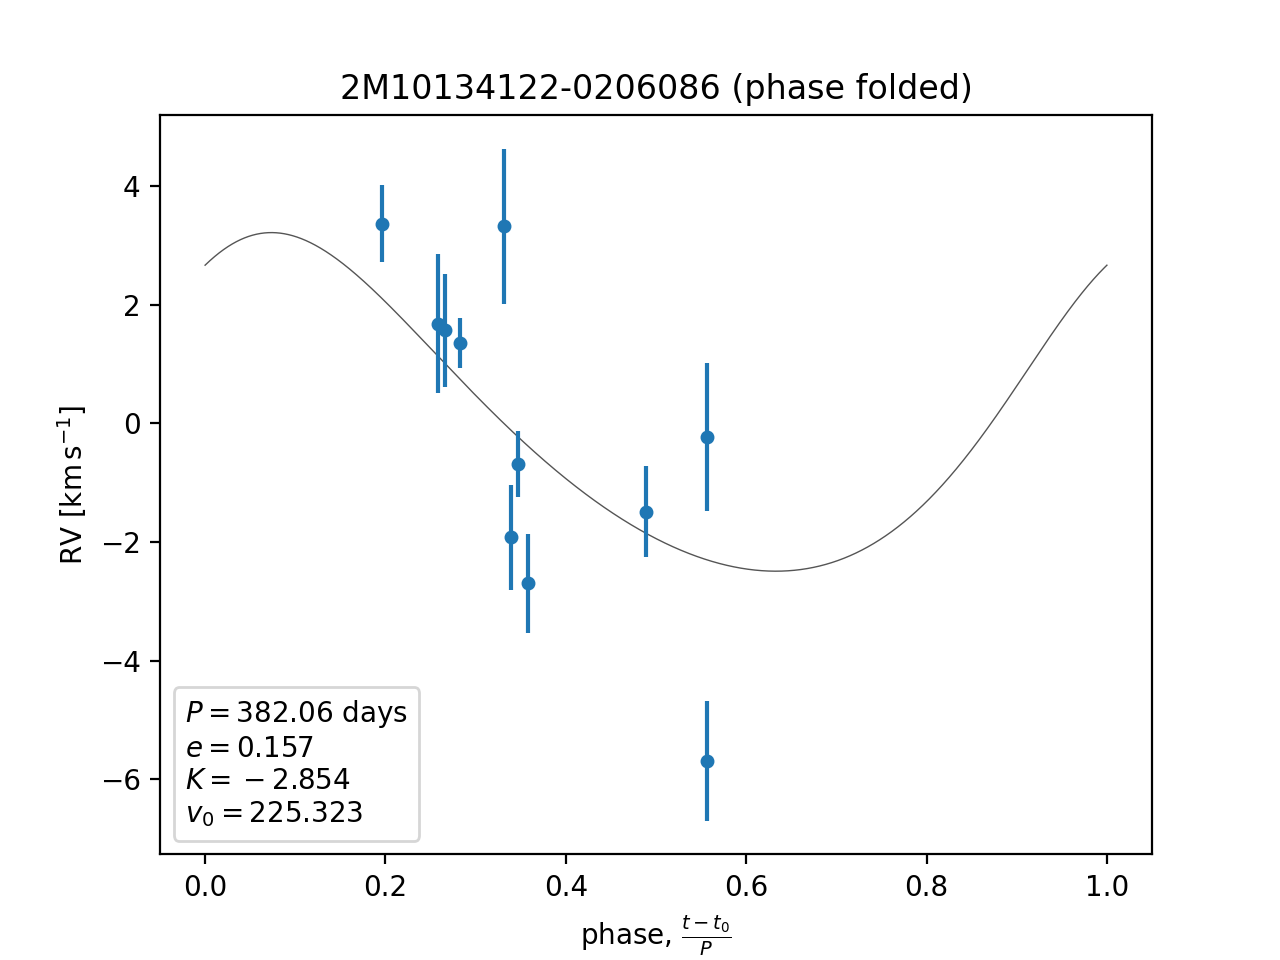 2M10134122-0206086 (phase folded)
RV [km s⁻¹]
4
2
0
−2
−4
−6
P = 382.06 days
e = 0.157
K = −2.854
v₀ = 225.323
0.0 0.2 0.4 0.6 0.8 1.0
phase, (t − t₀)/P